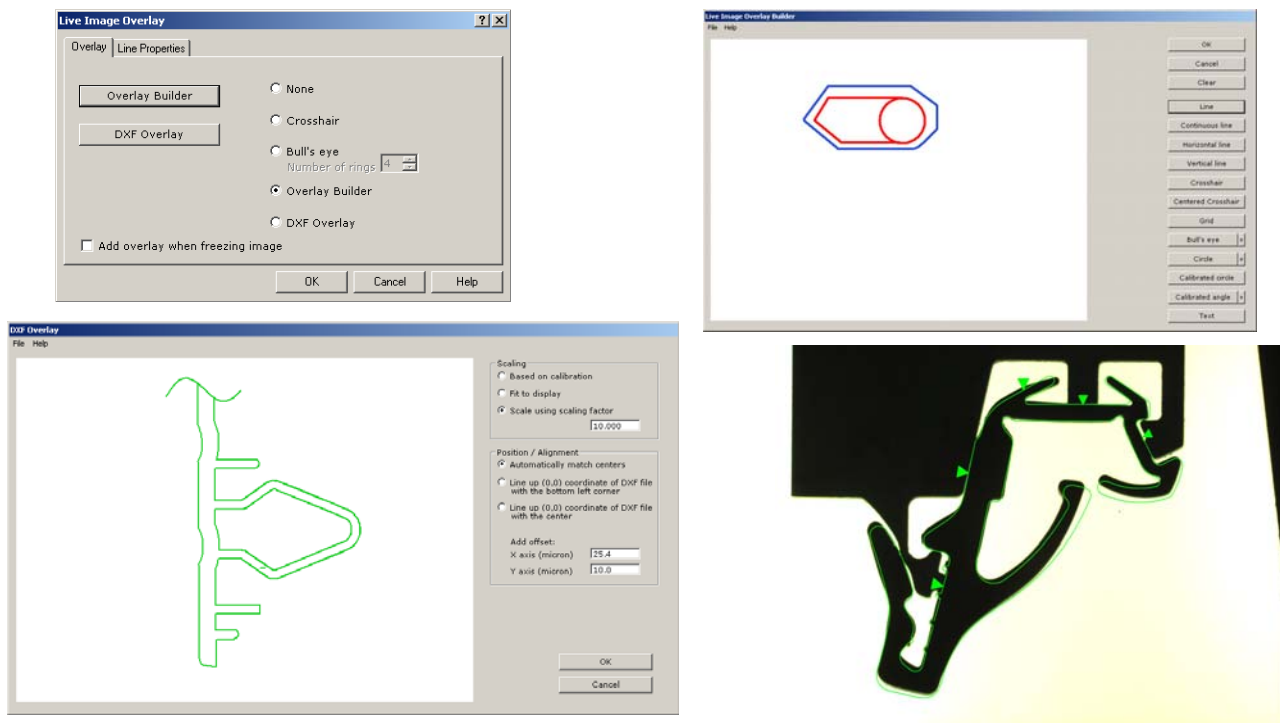 Live Image Overlay
Overlay
Line Properties
Overlay Builder
DXF Overlay
None
Crosshair
Bull's eye
Number of rings 4
Overlay Builder
DXF Overlay
Add overlay when freezing image
OK
Cancel
Help
Live Image Overlay Builder
File Help
OK
Cancel
Clear
Line
Continuous line
Horizontal line
Vertical line
Crosshair
Centered Crosshair
Grid
Bull's eye
Circle
Calibrated circle
Calibrated angle
Text
DXF Overlay
File Help
Scaling
Based on calibration
Fit to display
Scale using scaling factor
10.000
Position / Alignment
Automatically match centers
Line up (0,0) coordinate of DXF file
with the bottom left corner
Line up (0,0) coordinate of DXF file
with the center
Add offset:
X axis (micron) 25.4
Y axis (micron) 10.0
OK
Cancel